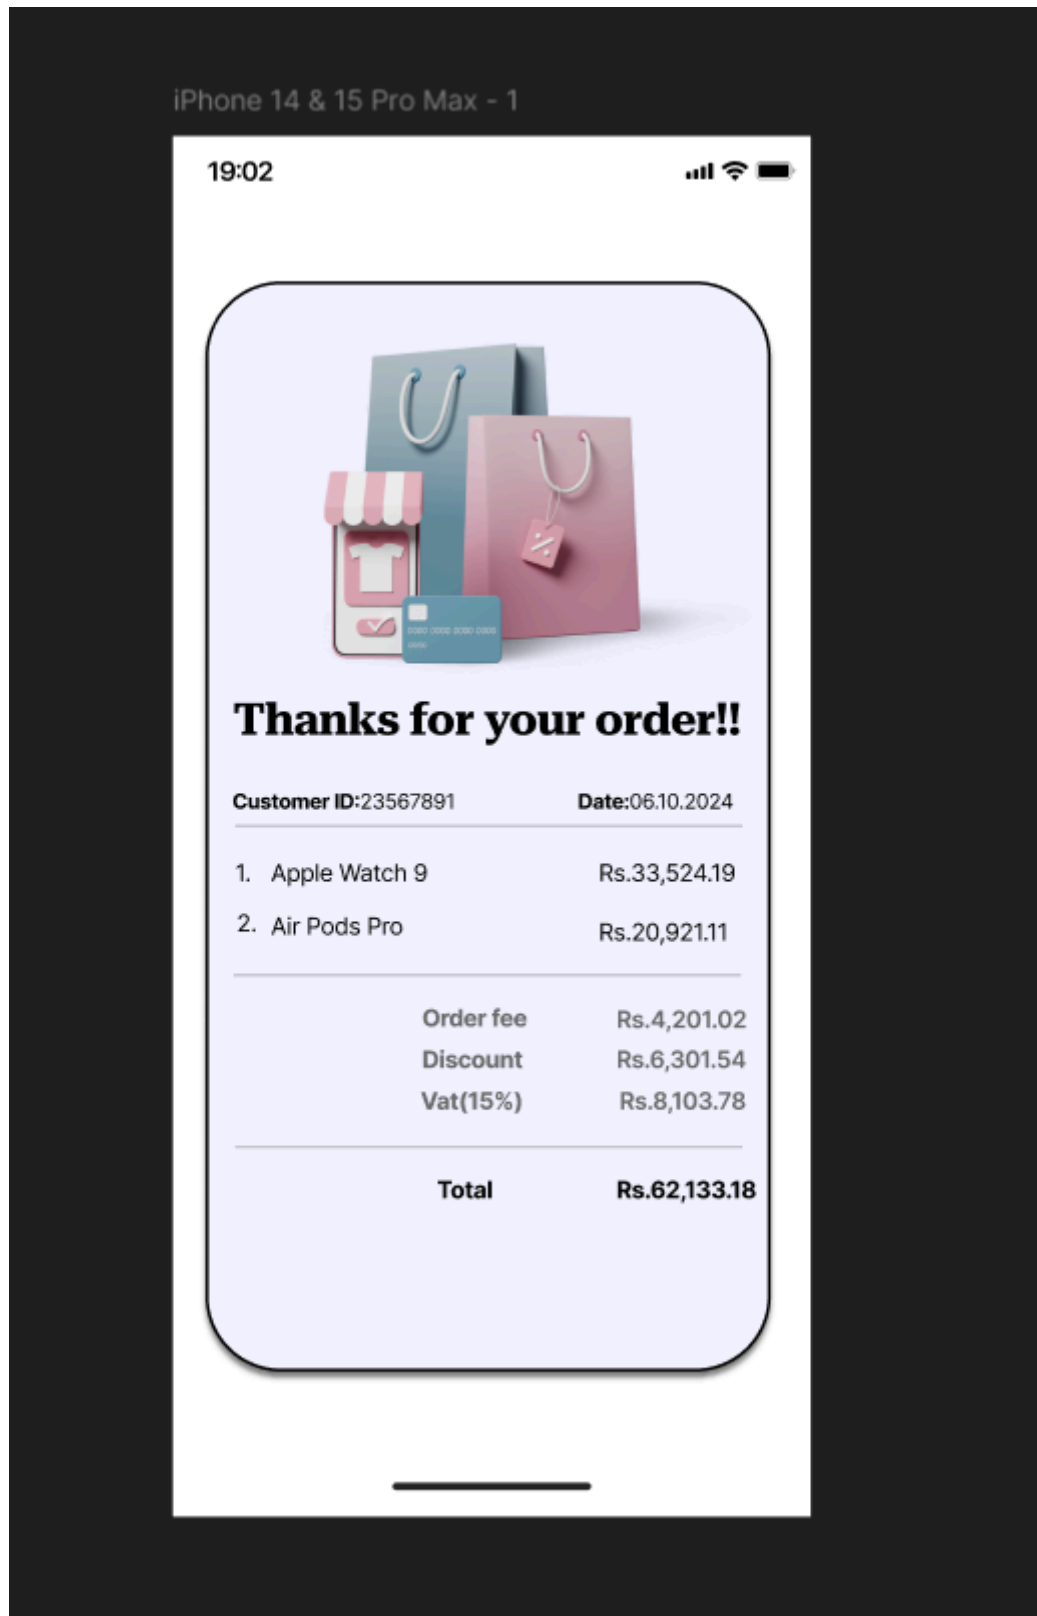 iPhone 14 & 15 Pro Max - 1
19:02
Thanks for your order!!
Customer ID:23567891 Date:06.10.2024
1. Apple Watch 9 Rs.33,524.19
2. Air Pods Pro Rs.20,921.11
Order fee Rs.4,201.02
Discount Rs.6,301.54
Vat(15%) Rs.8,103.78
Total Rs.62,133.18